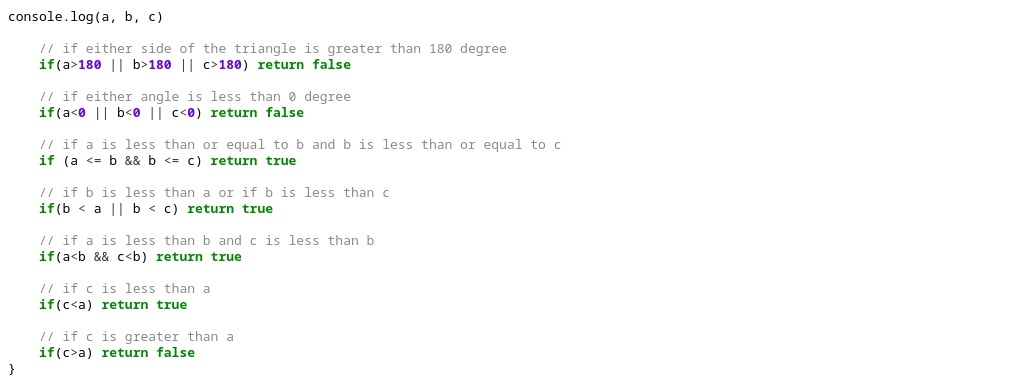 console.log(a, b, c)
// if either side of the triangle is greater than 180 degree
if(a>180 || b>180 || c>180) return false
// if either angle is less than 0 degree
if(a<0 || b<0 || c<0) return false
// if a is less than or equal to b and b is less than or equal to c
if (a <= b && b <= c) return true
// if b is less than a or if b is less than c
if(b < a || b < c) return true
// if a is less than b and c is less than b
if(a<b && c<b) return true
// if c is less than a
if(c<a) return true
// if c is greater than a
if(c>a) return false
}